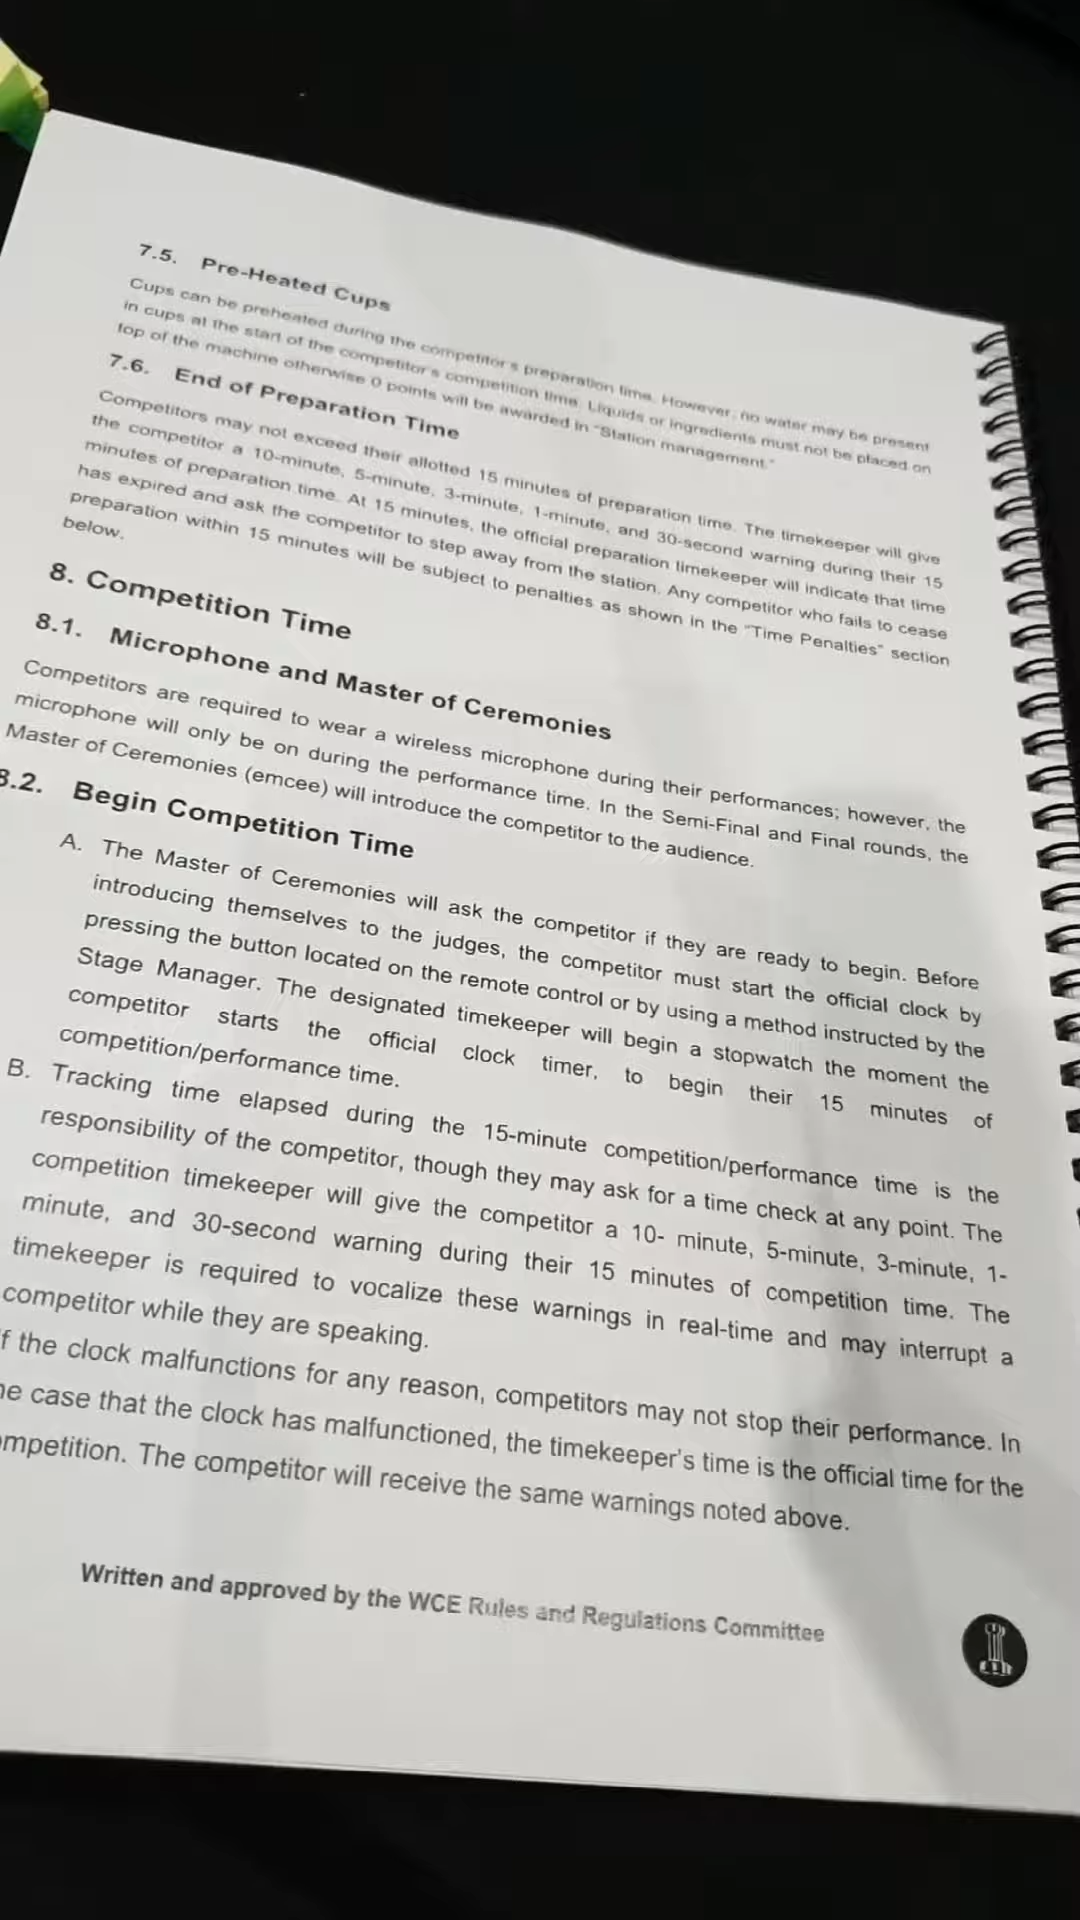 7.5. Pre-Heated Cups
Cups can be preheated during the competitor's preparation time. However, no water may be present
in cups at the start of the competitor's competition time. Liquids or ingredients must not be placed on
top of the machine otherwise 0 points will be awarded in "Station management."
7.6. End of Preparation Time
Competitors may not exceed their allotted 15 minutes of preparation time. The timekeeper will give
the competitor a 10-minute, 5-minute, 3-minute, 1-minute, and 30-second warning during their 15
minutes of preparation time. At 15 minutes, the official preparation timekeeper will indicate that time
has expired and ask the competitor to step away from the station. Any competitor who fails to cease
preparation within 15 minutes will be subject to penalties as shown in the "Time Penalties" section
below.
8. Competition Time
8.1. Microphone and Master of Ceremonies
Competitors are required to wear a wireless microphone during their performances; however, the
microphone will only be on during the performance time. In the Semi-Final and Final rounds, the
Master of Ceremonies (emcee) will introduce the competitor to the audience.
8.2. Begin Competition Time
A. The Master of Ceremonies will ask the competitor if they are ready to begin. Before
introducing themselves to the judges, the competitor must start the official clock by
pressing the button located on the remote control or by using a method instructed by the
Stage Manager. The designated timekeeper will begin a stopwatch the moment the
competitor starts the official clock timer, to begin their 15 minutes of
competition/performance time.
B. Tracking time elapsed during the 15-minute competition/performance time is the
responsibility of the competitor, though they may ask for a time check at any point. The
competition timekeeper will give the competitor a 10- minute, 5-minute, 3-minute, 1-
minute, and 30-second warning during their 15 minutes of competition time. The
timekeeper is required to vocalize these warnings in real-time and may interrupt a
competitor while they are speaking.
f the clock malfunctions for any reason, competitors may not stop their performance. In
he case that the clock has malfunctioned, the timekeeper's time is the official time for the
ompetition. The competitor will receive the same warnings noted above.
Written and approved by the WCE Rules and Regulations Committee